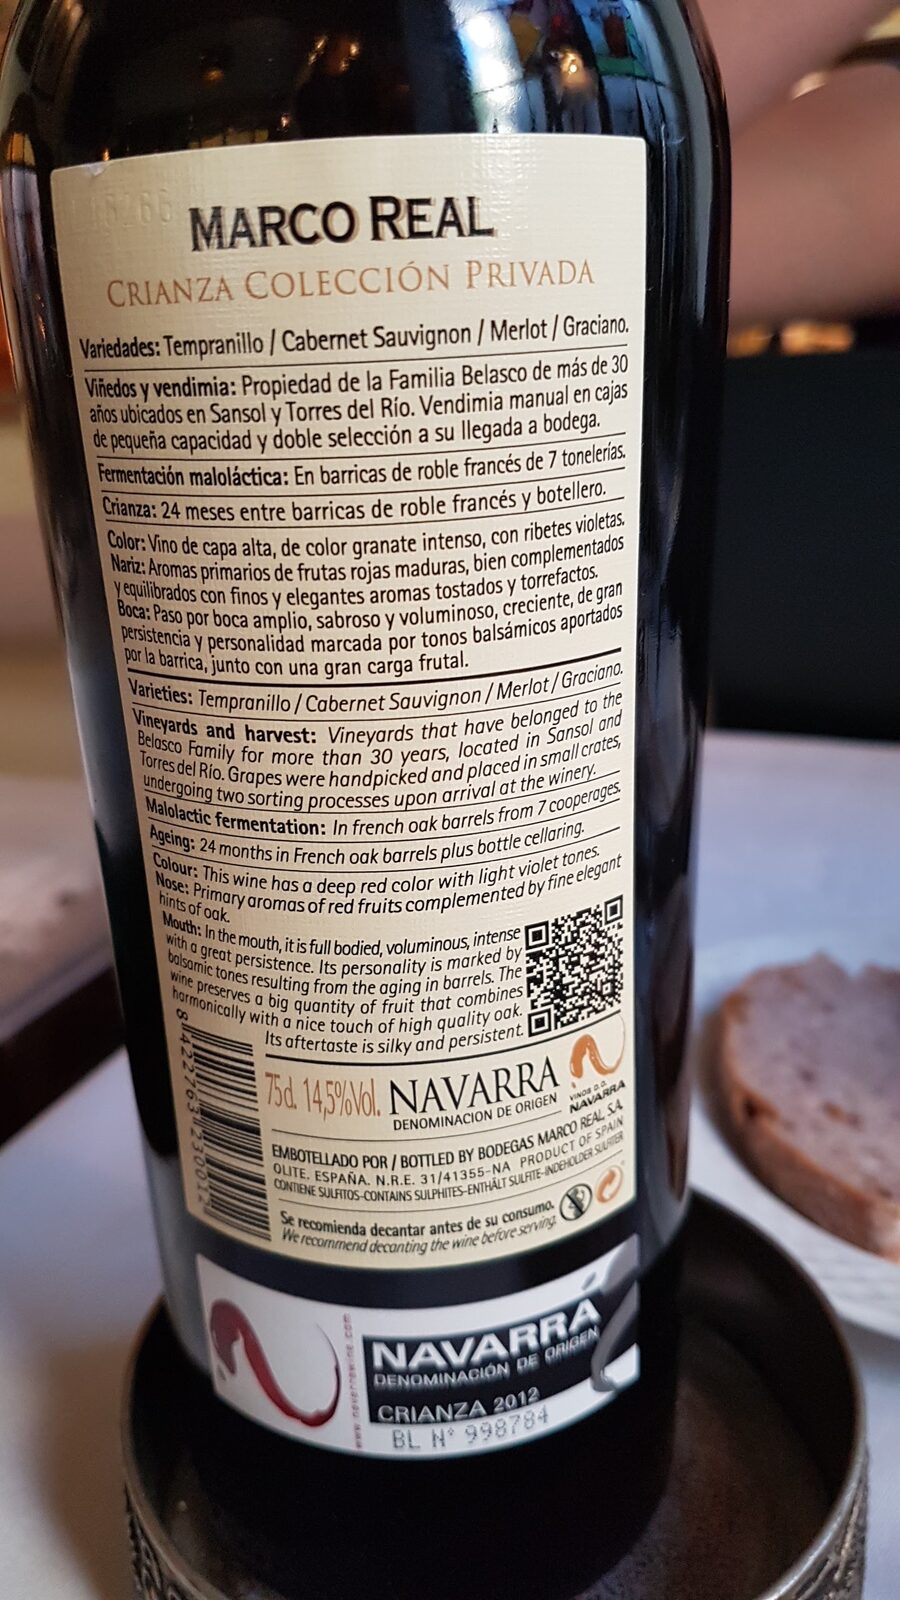 MARCO REAL
CRIANZA COLECCIÓN PRIVADA
Variedades: Tempranillo / Cabernet Sauvignon / Merlot / Graciano.
Viñedos y vendimia: Propiedad de la Familia Belasco de más de 30
años ubicados en Sansol y Torres del Río. Vendimia manual en cajas
de pequeña capacidad y doble selección a su llegada a bodega.
Fermentación maloláctica: En barricas de roble francés de 7 tonelerías.
Crianza: 24 meses entre barricas de roble francés y botellero.
Color: Vino de capa alta, de color granate intenso, con ribetes violetas.
Nariz: Aromas primarios de frutas rojas maduras, bien complementados
y equilibrados con finos y elegantes aromas tostados y torrefactos.
Boca: Paso por boca amplio, sabroso y voluminoso, creciente, de gran
persistencia y personalidad marcada por tonos balsámicos aportados
por la barrica, junto con una gran carga frutal.
Varieties: Tempranillo / Cabernet Sauvignon / Merlot / Graciano.
Vineyards and harvest: Vineyards that have belonged to the
Belasco Family for more than 30 years, located in Sansol and
Torres del Río. Grapes were handpicked and placed in small crates,
undergoing two sorting processes upon arrival at the winery.
Malolactic fermentation: In french oak barrels from 7 cooperages.
Ageing: 24 months in French oak barrels plus bottle cellaring.
Colour: This wine has a deep red color with light violet tones.
Nose: Primary aromas of red fruits complemented by fine elegant
hints of oak.
Mouth: In the mouth, it is full bodied, voluminous, intense
with a great persistence. Its personality is marked by
balsamic tones resulting from the aging in barrels. The
wine preserves a big quantity of fruit that combines
harmonically with a nice touch of high quality oak.
Its aftertaste is silky and persistent.
8 422763 230012
75cl. 14,5%Vol. NAVARRA
DENOMINACION DE ORIGEN
VINOS D.O.
NAVARRA
EMBOTELLADO POR / BOTTLED BY BODEGAS MARCO REAL, S.A.
OLITE. ESPAÑA. N.R.E. 31/41355-NA PRODUCT OF SPAIN
CONTIENE SULFITOS-CONTAINS SULPHITES-ENTHÄLT SULFITE-INDEHOLDER SULFITTER
Se recomienda decantar antes de su consumo.
We recommend decanting the wine before serving.
www.navarrawine.com
NAVARRA
DENOMINACIÓN DE ORIGEN
CRIANZA 2012
BL Nº 998784